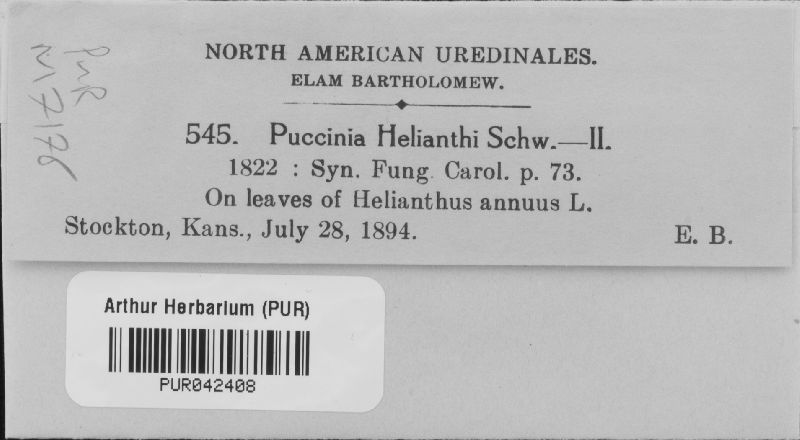 NORTH AMERICAN UREDINALES.
ELAM BARTHOLOMEW.
545. Puccinia Helianthi Schw.—II.
1822 : Syn. Fung. Carol. p. 73.
On leaves of Helianthus annuus L.
Stockton, Kans., July 28, 1894. E. B.
PUR
Arthur Herbarium (PUR)
PUR042408